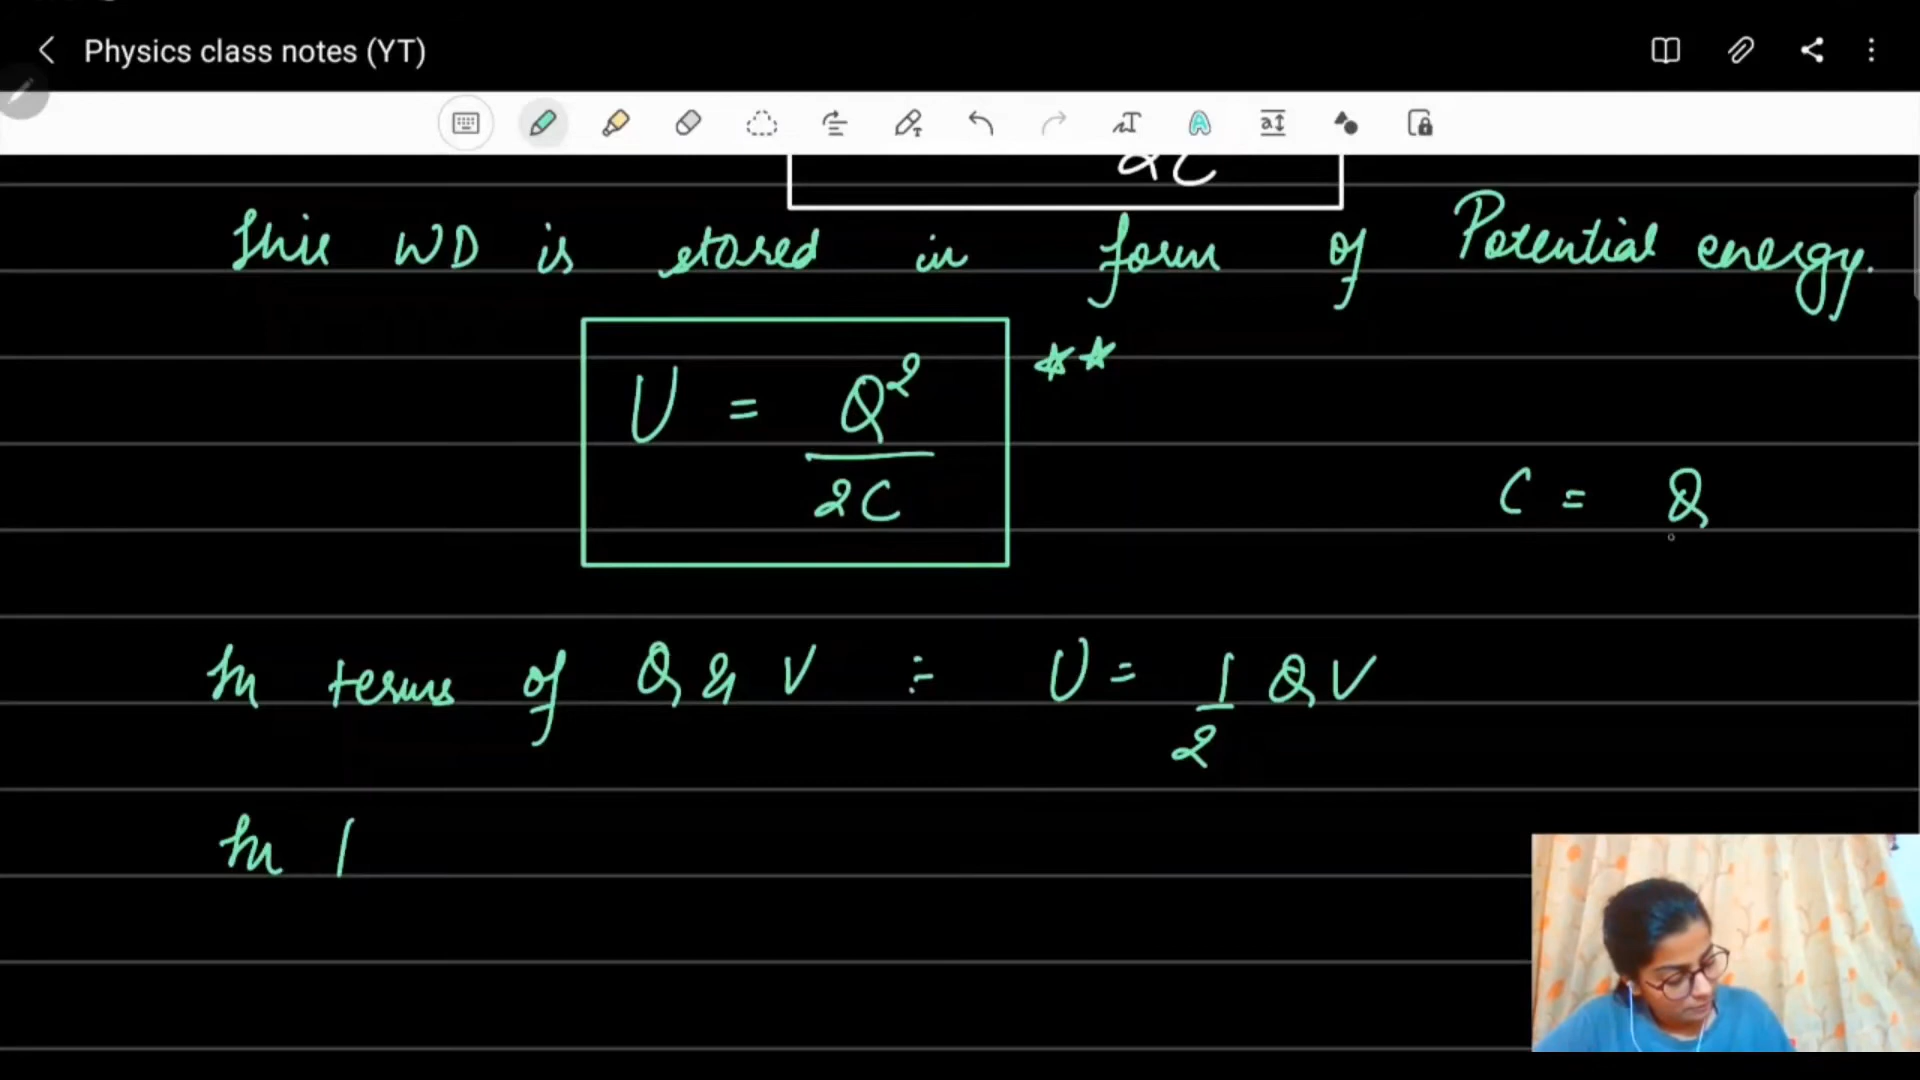 Physics class notes (YT)
2C
This WD is stored in form of Potential energy.
U = Q²
2C
**
C = Q
In terms of Q & V :- U = 1 QV
2
In